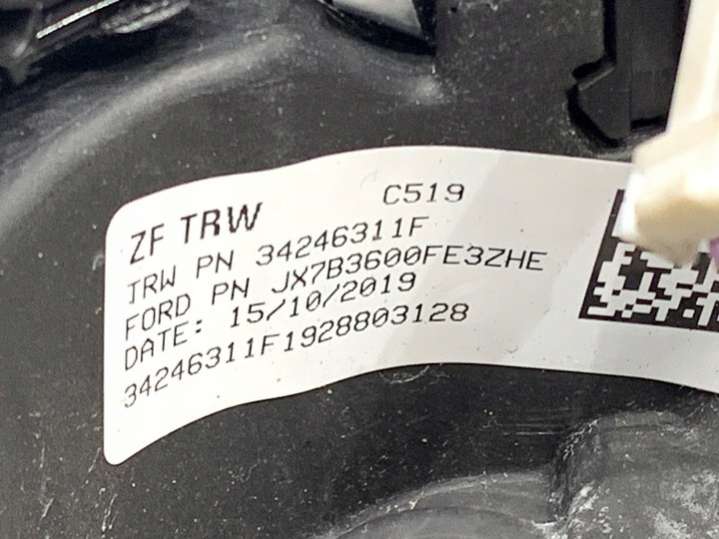 C519
ZF TRW
TRW PN 34246311F
FORD PN JX7B3600FE3ZHE
DATE: 15/10/2019
34246311F1928803128